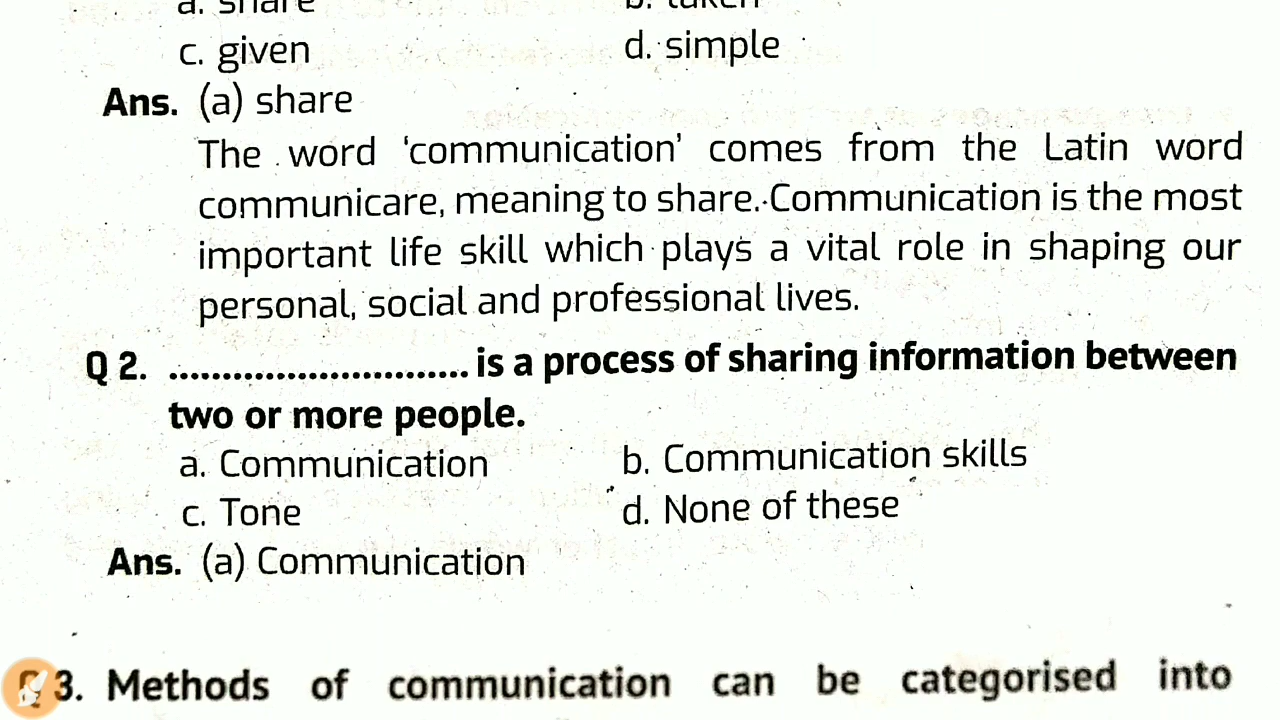 a. share
c. given d. simple
Ans. (a) share
The word ‘communication’ comes from the Latin word
communicare, meaning to share. Communication is the most
important life skill which plays a vital role in shaping our
personal, social and professional lives.
Q 2. ............................ is a process of sharing information between
two or more people.
a. Communication b. Communication skills
c. Tone d. None of these
Ans. (a) Communication
3. Methods of communication can be categorised into